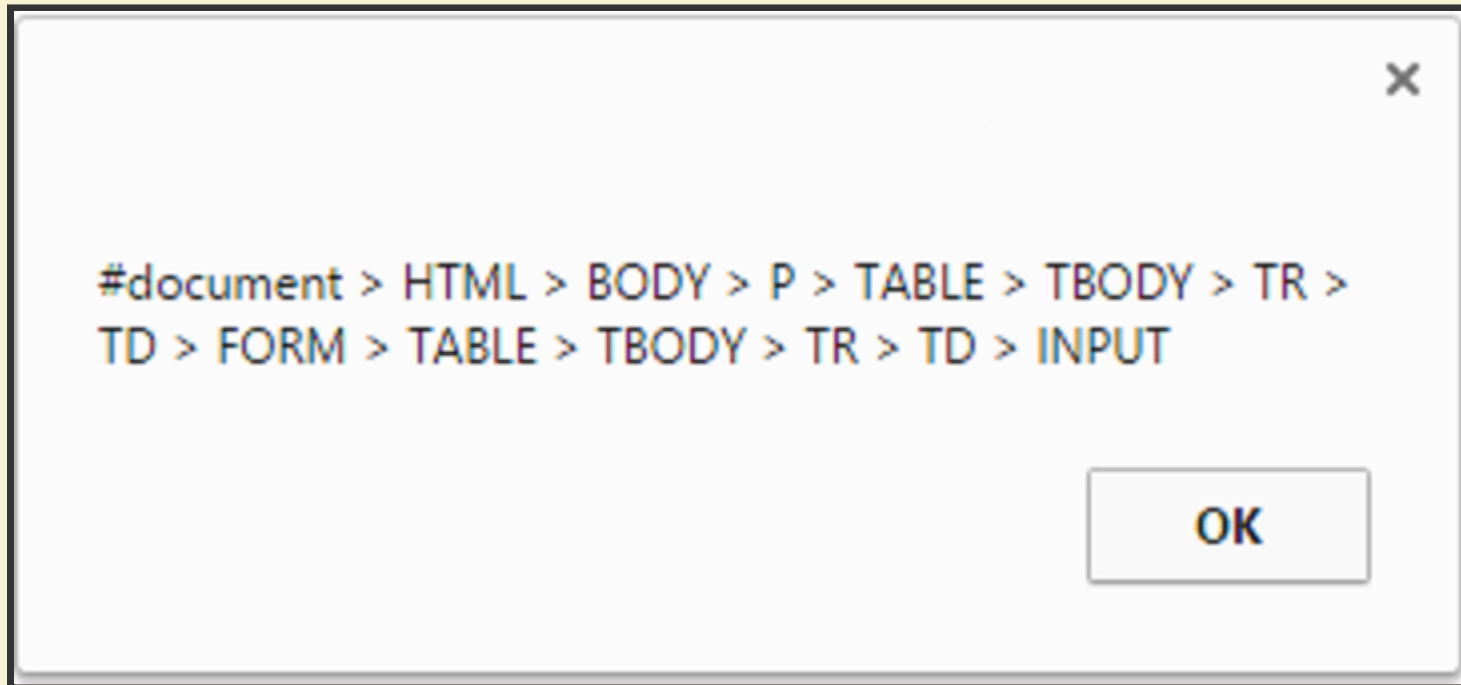 #document > HTML > BODY > P > TABLE > TBODY > TR >
TD > FORM > TABLE > TBODY > TR > TD > INPUT
OK